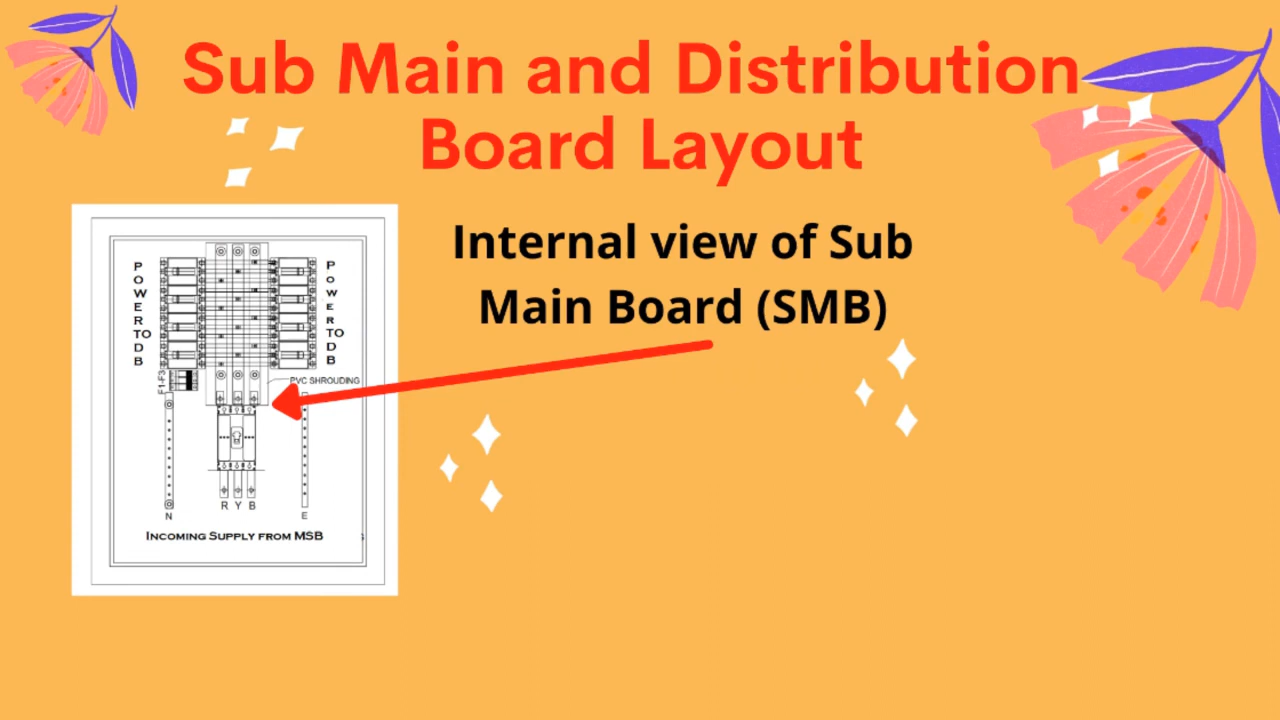 Sub Main and Distribution
Board Layout
Internal view of Sub
Main Board (SMB)
POWER TO DB
POWER TO DB
F1-F3
PVC SHROUDING
R Y B
N
E
INCOMING SUPPLY FROM MSB